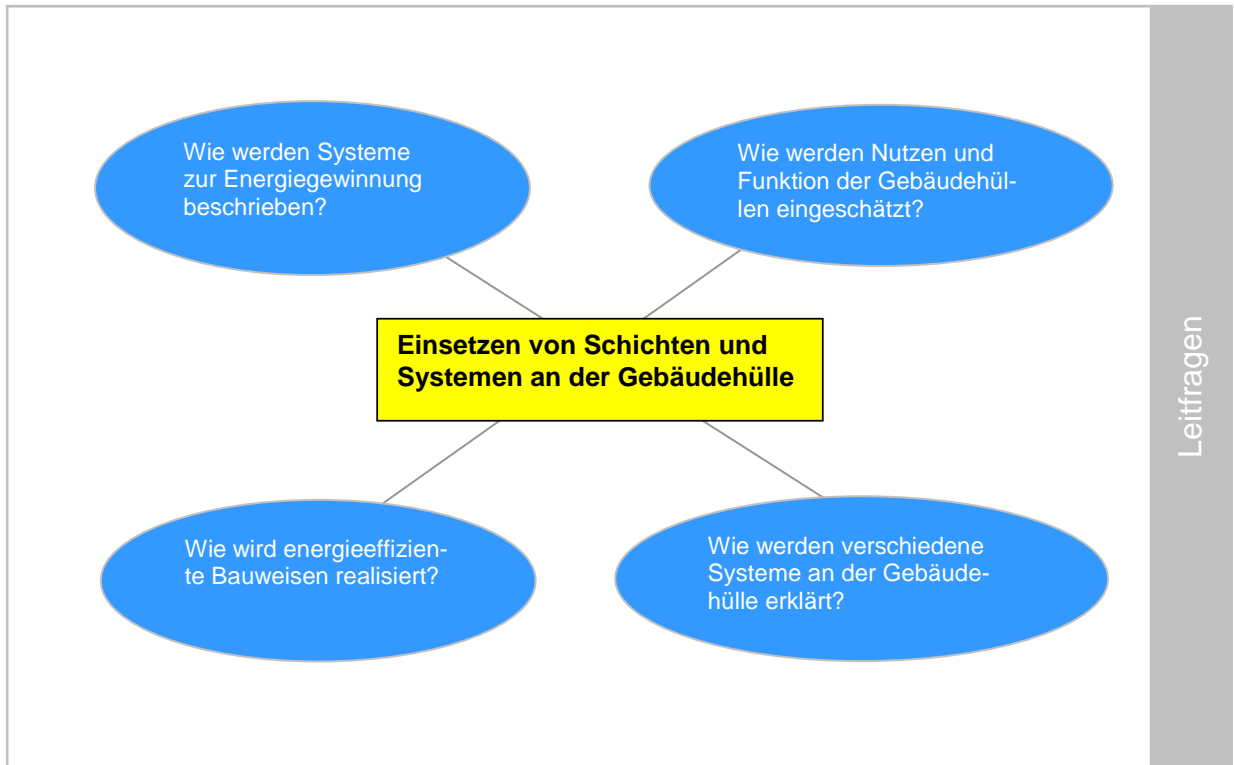 Wie werden Systeme
zur Energiegewinnung
beschrieben?
Wie werden Nutzen und
Funktion der Gebäudehül-
len eingeschätzt?
Einsetzen von Schichten und
Systemen an der Gebäudehülle
Wie wird energieeffizien-
te Bauweisen realisiert?
Wie werden verschiedene
Systeme an der Gebäude-
hülle erklärt?
Leitfragen